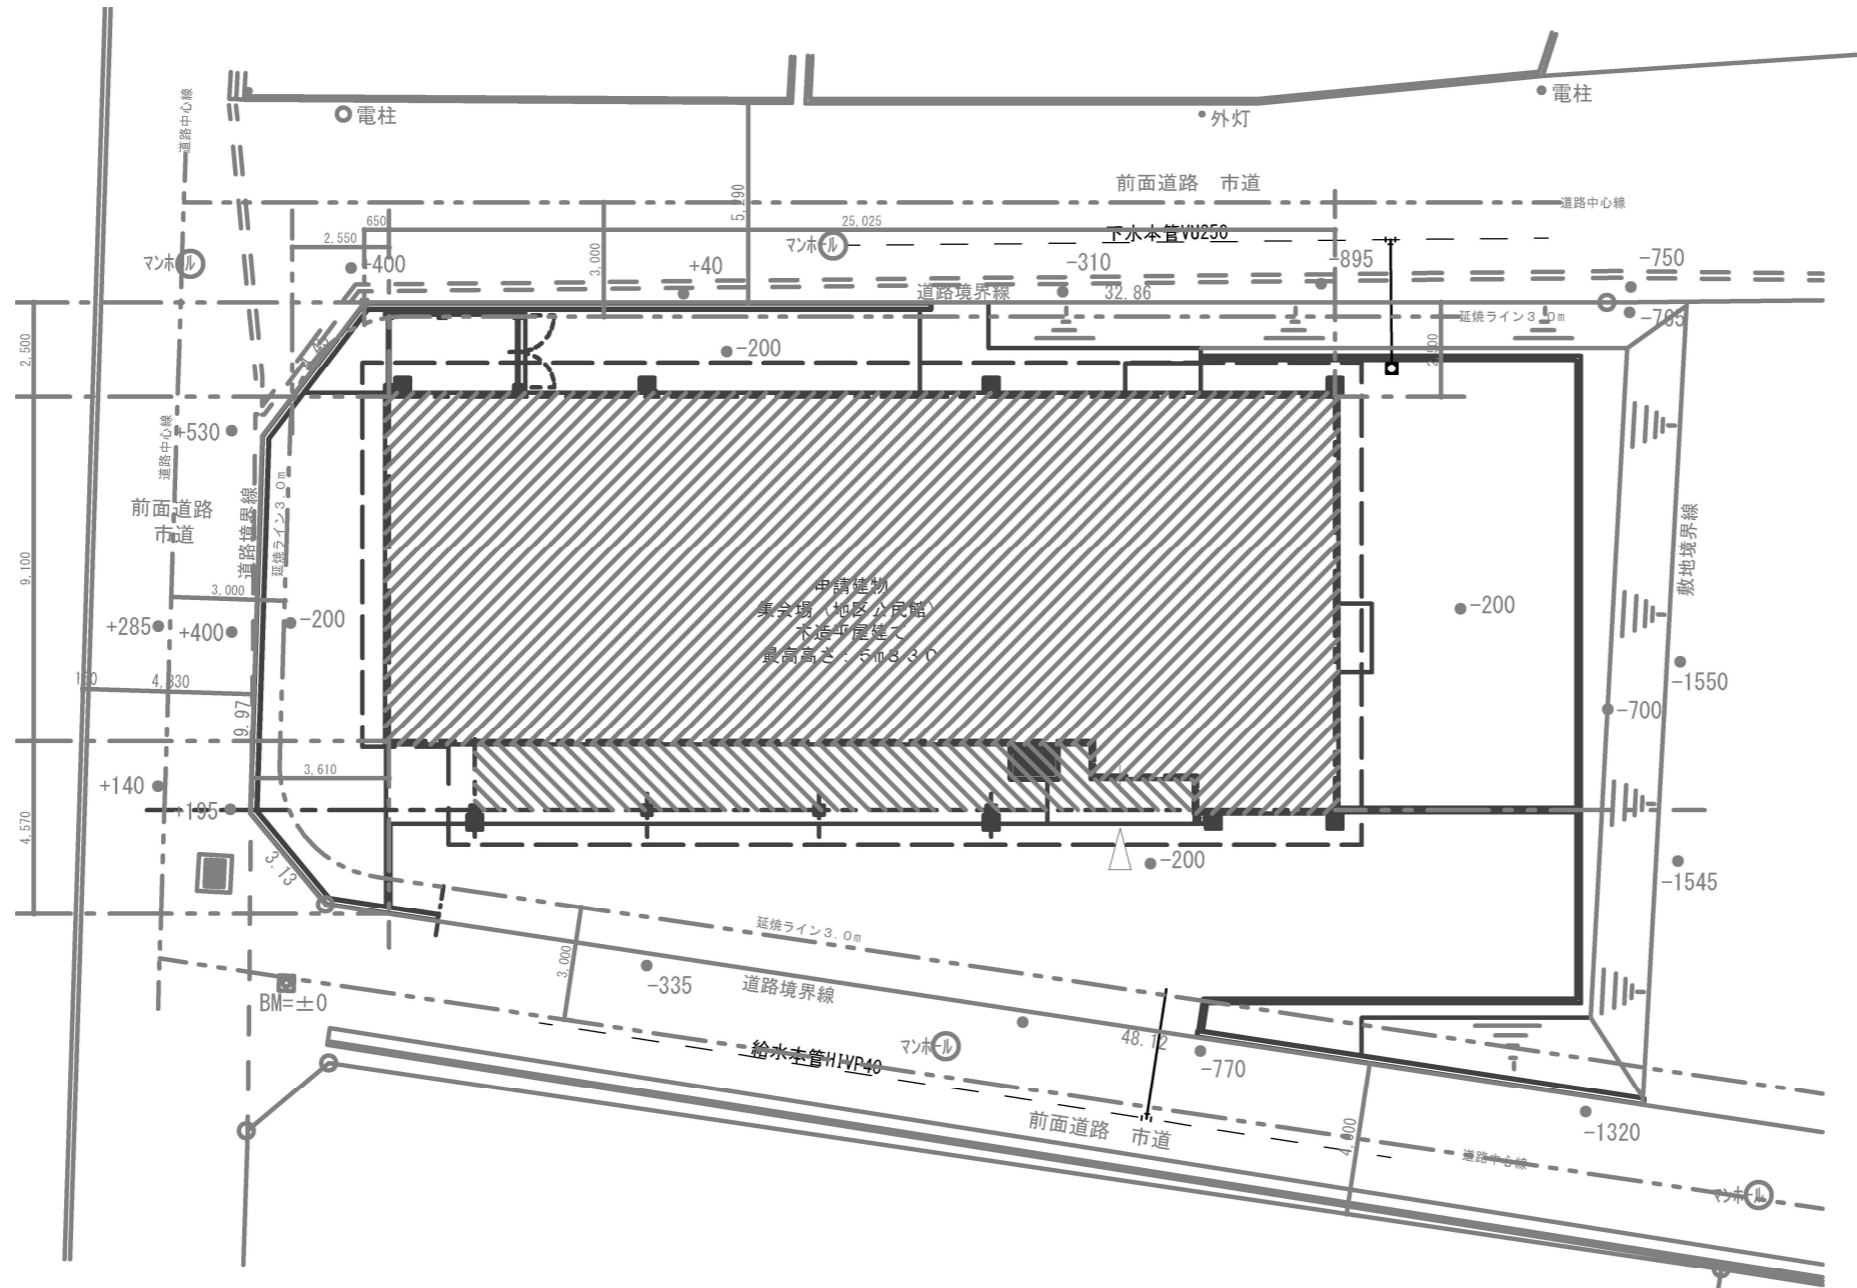 電柱
電柱
外灯
道路中心線
前面道路 市道
道路中心線
5,290
650
25,025
2,550
マンホール
下水本管VU250
マンホール
+400
3,000
+40
-310
-895
-750
道路境界線
32.86
延焼ライン3.0m
-765
2,500
-200
+530
道路中心線
前面道路
市道
道路境界線
延焼ライン3.0m
敷地境界線
9,100
3,000
申請建物
集会場(地区公民館)
木造平屋建て
最高高さ:5m830
-200
+285
+400
-200
-1550
4,330
-700
9.97
3,610
+140
+195
4,570
3.13
-200
-1545
延焼ライン3.0m
3,000
-335
道路境界線
BM=±0
48.12
マンホール
給水本管HIVP40
-770
前面道路 市道
4,000
-1320
道路中心線
マンホール